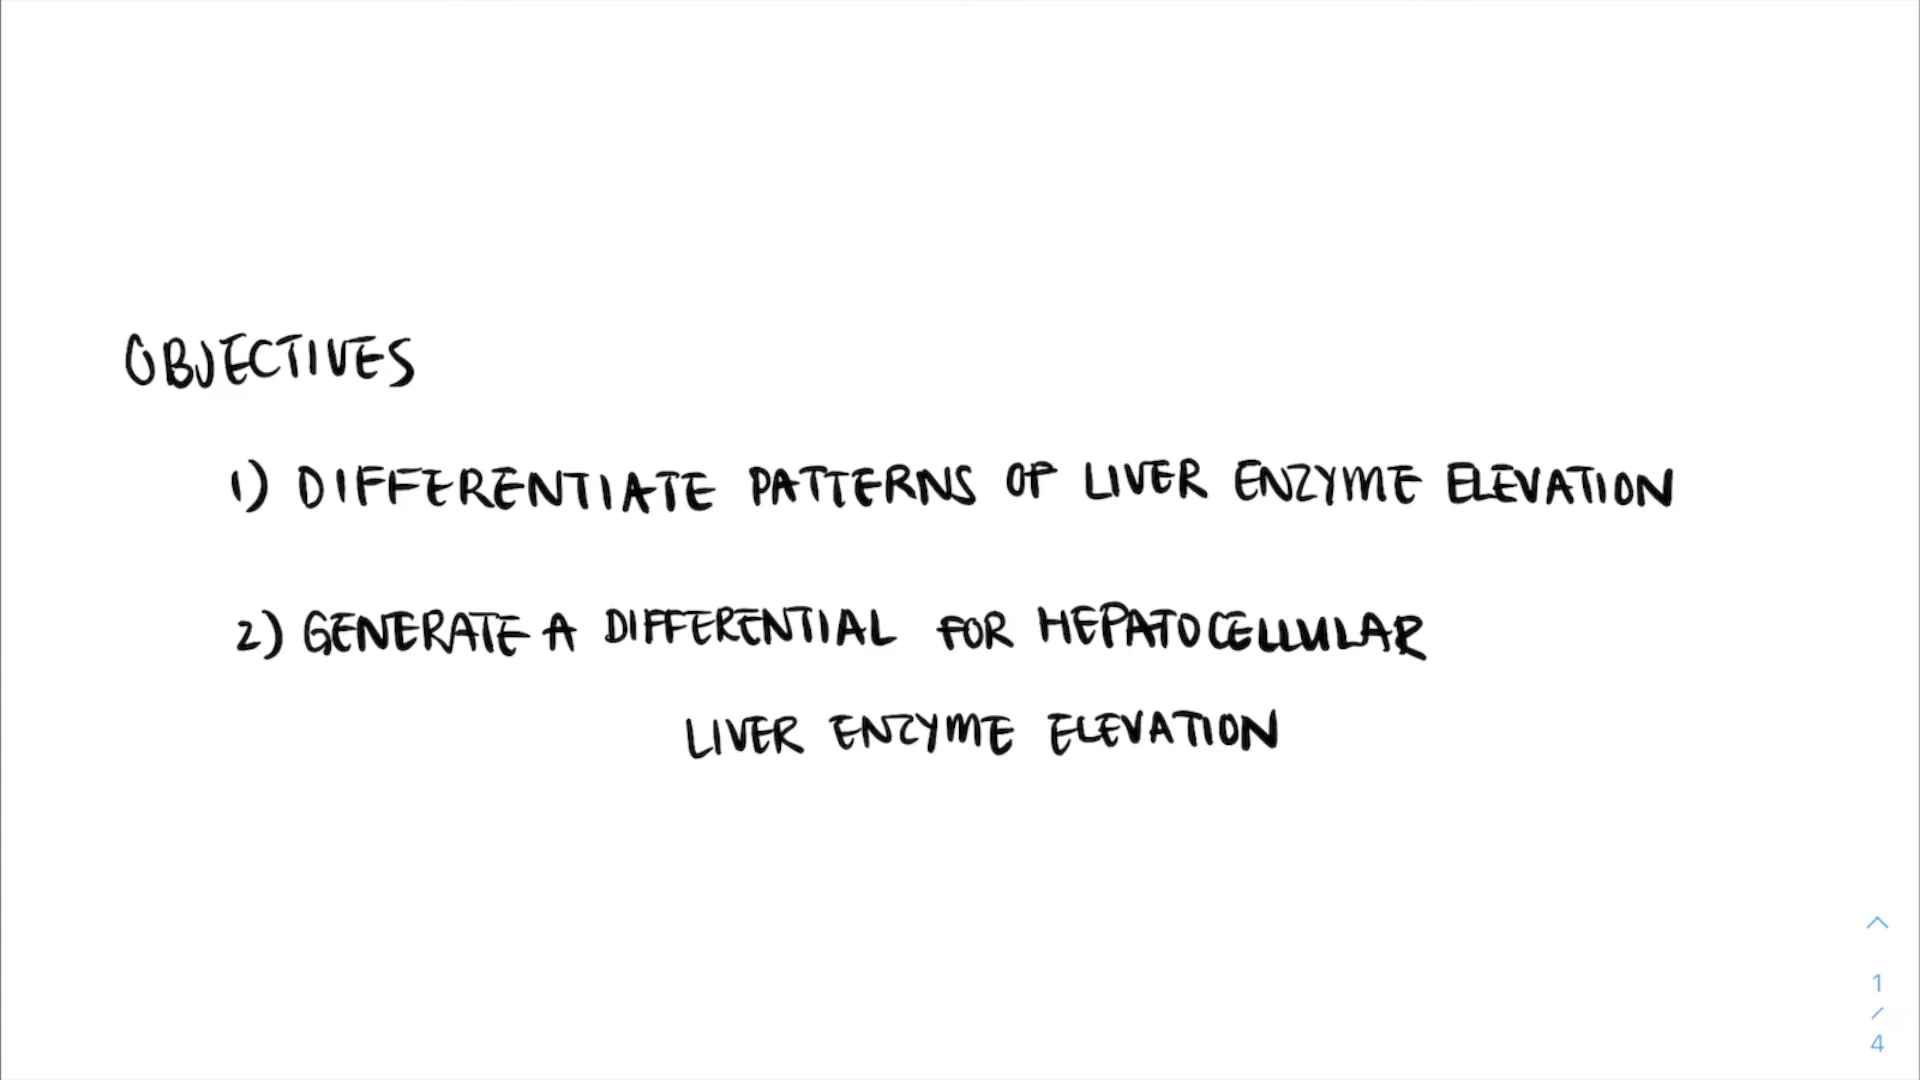 OBJECTIVES
1) DIFFERENTIATE PATTERNS OF LIVER ENZYME ELEVATION
2) GENERATE A DIFFERENTIAL FOR HEPATOCELLULAR
LIVER ENZYME ELEVATION
1
/
4